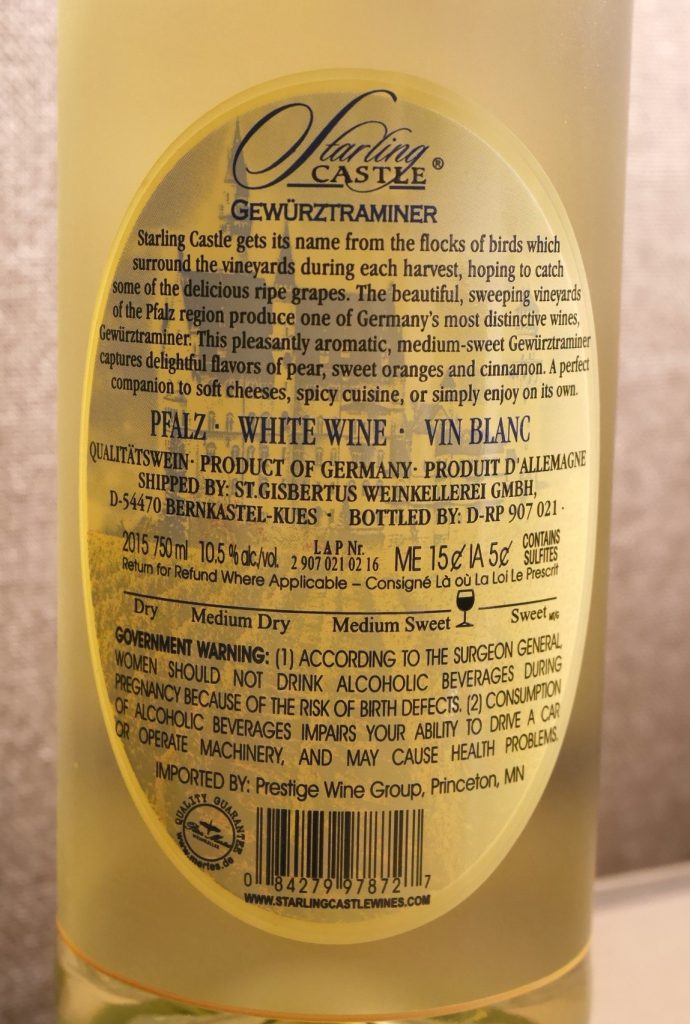 Starling®
CASTLE
GEWÜRZTRAMINER
Starling Castle gets its name from the flocks of birds which
surround the vineyards during each harvest, hoping to catch
some of the delicious ripe grapes. The beautiful, sweeping vineyards
of the Pfalz region produce one of Germany's most distinctive wines,
Gewürztraminer. This pleasantly aromatic, medium-sweet Gewürztraminer
captures delightful flavors of pear, sweet oranges and cinnamon. A perfect
companion to soft cheeses, spicy cuisine, or simply enjoy on its own.
PFALZ · WHITE WINE · VIN BLANC
QUALITÄTSWEIN · PRODUCT OF GERMANY · PRODUIT D'ALLEMAGNE
SHIPPED BY: ST.GISBERTUS WEINKELLEREI GMBH,
D-54470 BERNKASTEL-KUES · BOTTLED BY: D-RP 907 021 ·
2015 750 ml 10.5 % alc/vol. L A P Nr. 2 907 021 02 16 ME 15¢ IA 5¢ CONTAINS SULFITES
Return for Refund Where Applicable – Consigné Là où La Loi Le Prescrit
Dry Medium Dry Medium Sweet Sweet
GOVERNMENT WARNING: (1) ACCORDING TO THE SURGEON GENERAL,
WOMEN SHOULD NOT DRINK ALCOHOLIC BEVERAGES DURING
PREGNANCY BECAUSE OF THE RISK OF BIRTH DEFECTS. (2) CONSUMPTION
OF ALCOHOLIC BEVERAGES IMPAIRS YOUR ABILITY TO DRIVE A CAR
OR OPERATE MACHINERY, AND MAY CAUSE HEALTH PROBLEMS.
IMPORTED BY: Prestige Wine Group, Princeton, MN
QUALITY GUARANTEE
www.merles.de
0 84279 97872 7
WWW.STARLINGCASTLEWINES.COM